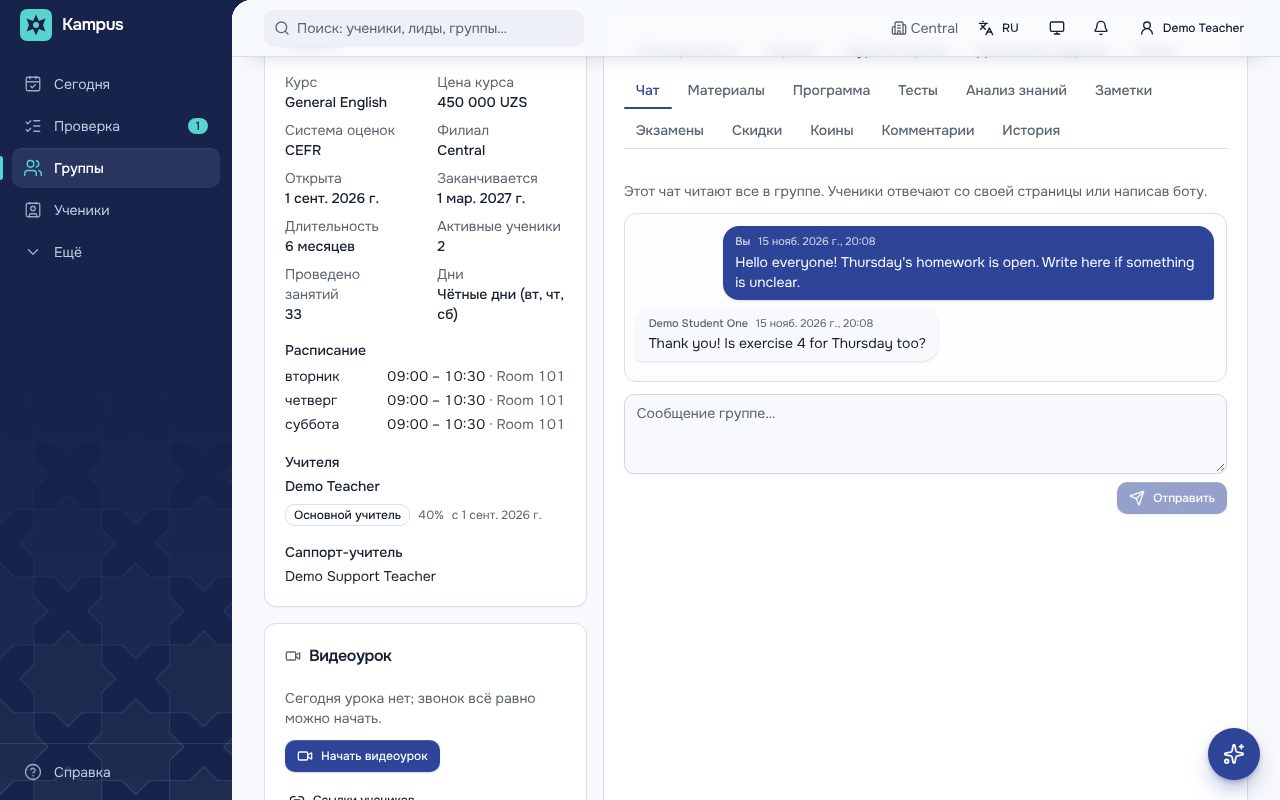 Kampus
Поиск: ученики, лиды, группы...
Central
RU
Demo Teacher
Сегодня
Проверка
1
Группы
Ученики
Ещё
Справка
Курс
General English
Цена курса
450 000 UZS
Система оценок
CEFR
Филиал
Central
Открыта
1 сент. 2026 г.
Заканчивается
1 мар. 2027 г.
Длительность
6 месяцев
Активные ученики
2
Проведено
занятий
33
Дни
Чётные дни (вт, чт,
сб)
Расписание
вторник 09:00 – 10:30 · Room 101
четверг 09:00 – 10:30 · Room 101
суббота 09:00 – 10:30 · Room 101
Учителя
Demo Teacher
Основной учитель 40% с 1 сент. 2026 г.
Саппорт-учитель
Demo Support Teacher
Видеоурок
Сегодня урока нет; звонок всё равно
можно начать.
Начать видеоурок
Ссылки учеников
Чат Материалы Программа Тесты Анализ знаний Заметки
Экзамены Скидки Коины Комментарии История
Этот чат читают все в группе. Ученики отвечают со своей страницы или написав боту.
Вы 15 нояб. 2026 г., 20:08
Hello everyone! Thursday's homework is open. Write here if something
is unclear.
Demo Student One 15 нояб. 2026 г., 20:08
Thank you! Is exercise 4 for Thursday too?
Сообщение группе...
Отправить